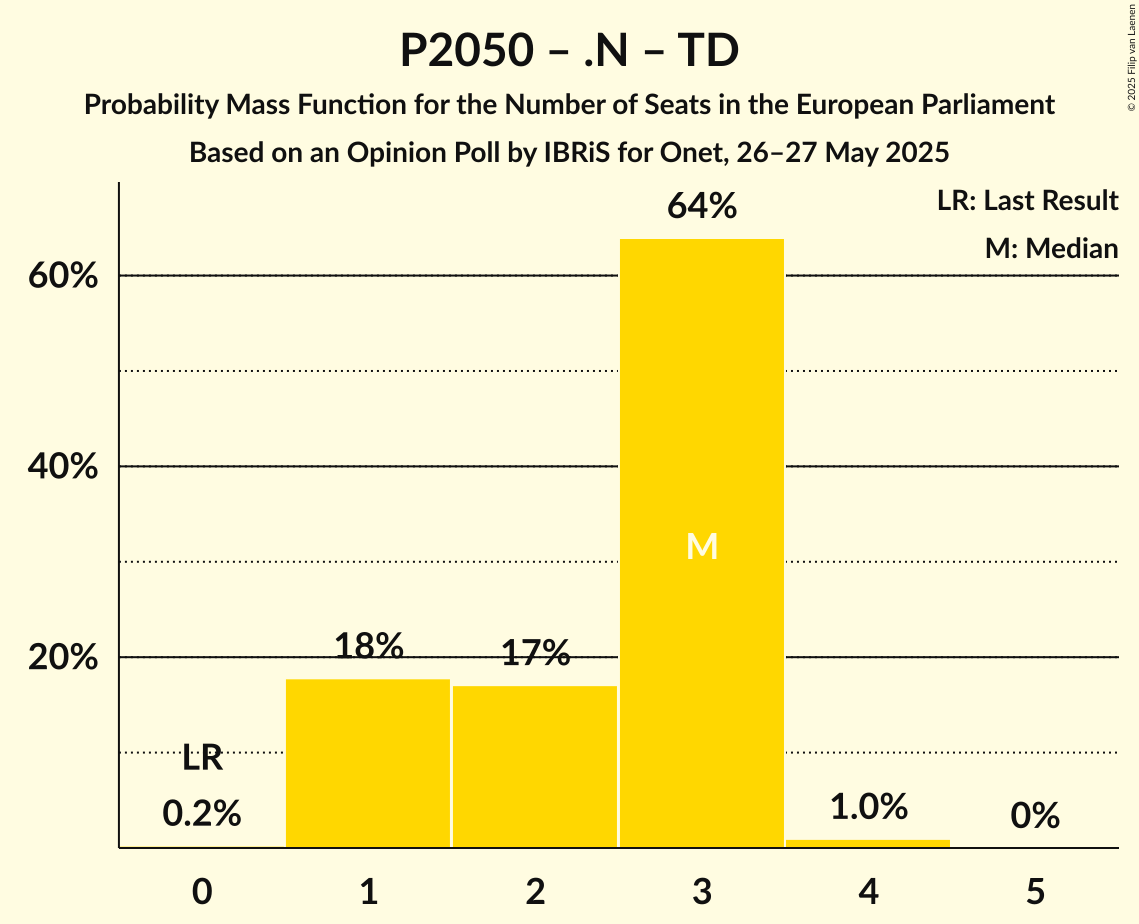 P2050 – .N – TD
Probability Mass Function for the Number of Seats in the European Parliament
Based on an Opinion Poll by IBRiS for Onet, 26–27 May 2025
© 2025 Filip van Laenen
LR: Last Result
M: Median
64%
60%
40%
M
20%
18%
17%
LR
0.2%
1.0%
0%
0 1 2 3 4 5